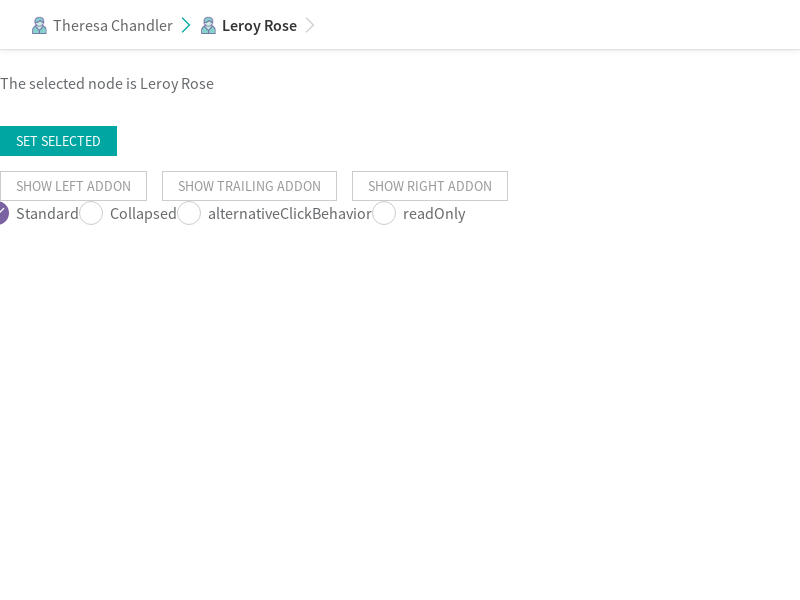 Theresa Chandler Leroy Rose
The selected node is Leroy Rose
SET SELECTED
SHOW LEFT ADDON SHOW TRAILING ADDON SHOW RIGHT ADDON
Standard Collapsed alternativeClickBehavior readOnly